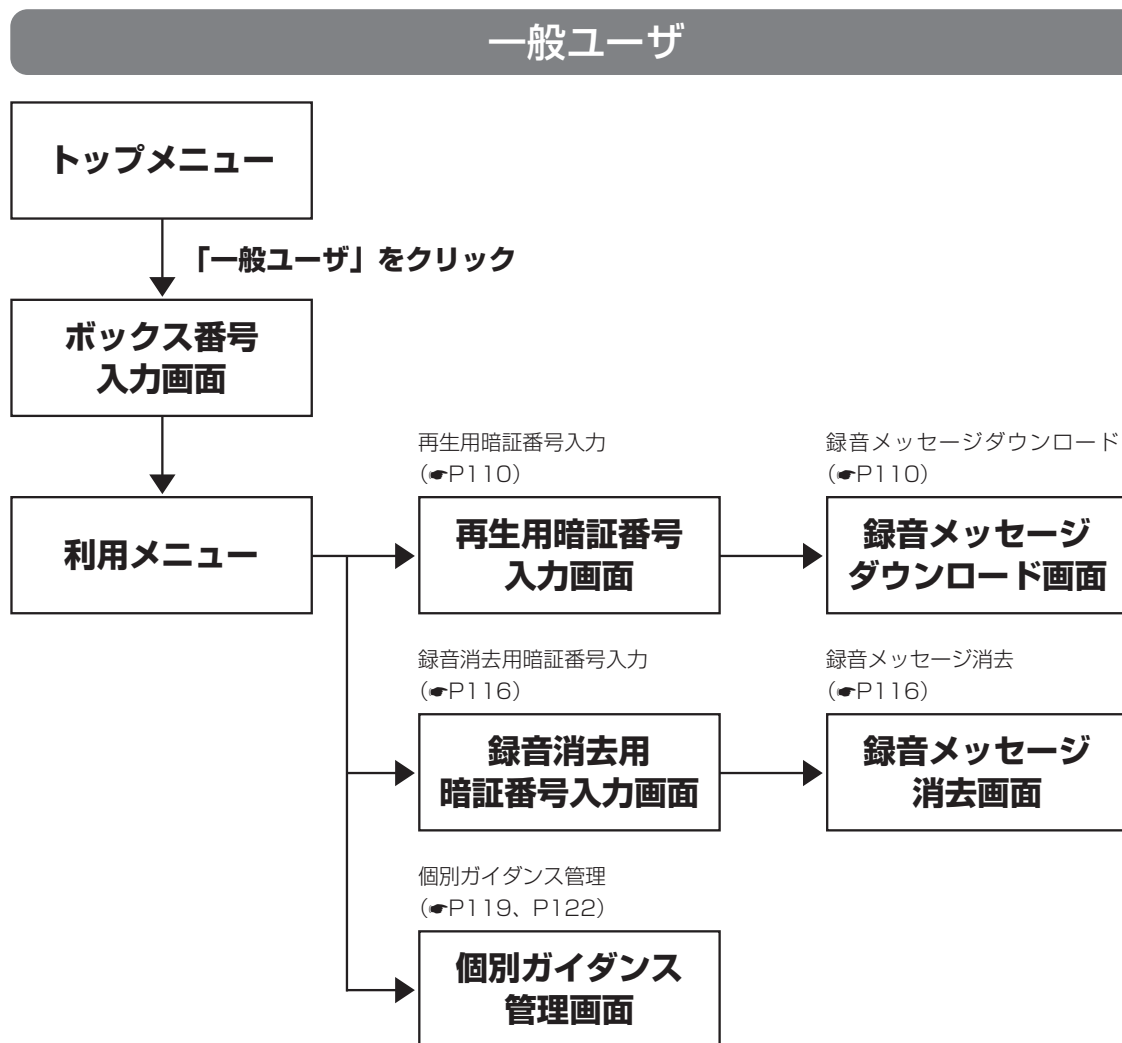 一般ユーザ
トップメニュー
「一般ユーザ」をクリック
ボックス番号
入力画面
利用メニュー
再生用暗証番号入力
(☛P110)
再生用暗証番号
入力画面
録音メッセージダウンロード
(☛P110)
録音メッセージ
ダウンロード画面
録音消去用暗証番号入力
(☛P116)
録音消去用
暗証番号入力画面
録音メッセージ消去
(☛P116)
録音メッセージ
消去画面
個別ガイダンス管理
(☛P119、P122)
個別ガイダンス
管理画面